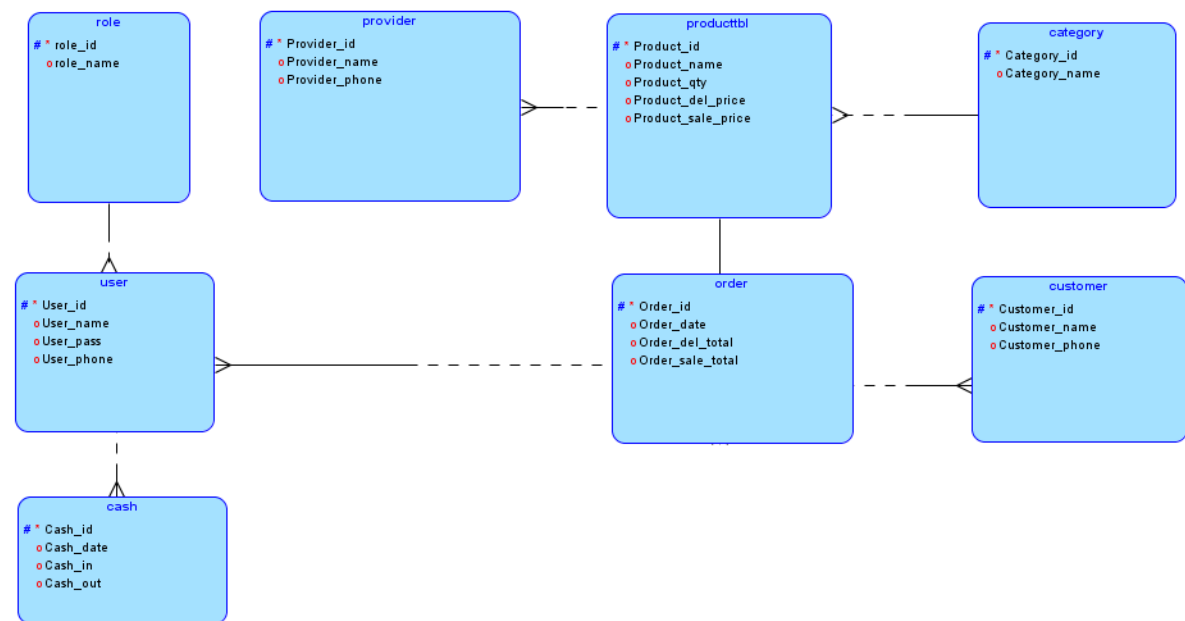 role
# * role_id
o role_name
provider
# * Provider_id
o Provider_name
o Provider_phone
producttbl
# * Product_id
o Product_name
o Product_qty
o Product_del_price
o Product_sale_price
category
# * Category_id
o Category_name
user
# * User_id
o User_name
o User_pass
o User_phone
order
# * Order_id
o Order_date
o Order_del_total
o Order_sale_total
customer
# * Customer_id
o Customer_name
o Customer_phone
cash
# * Cash_id
o Cash_date
o Cash_in
o Cash_out